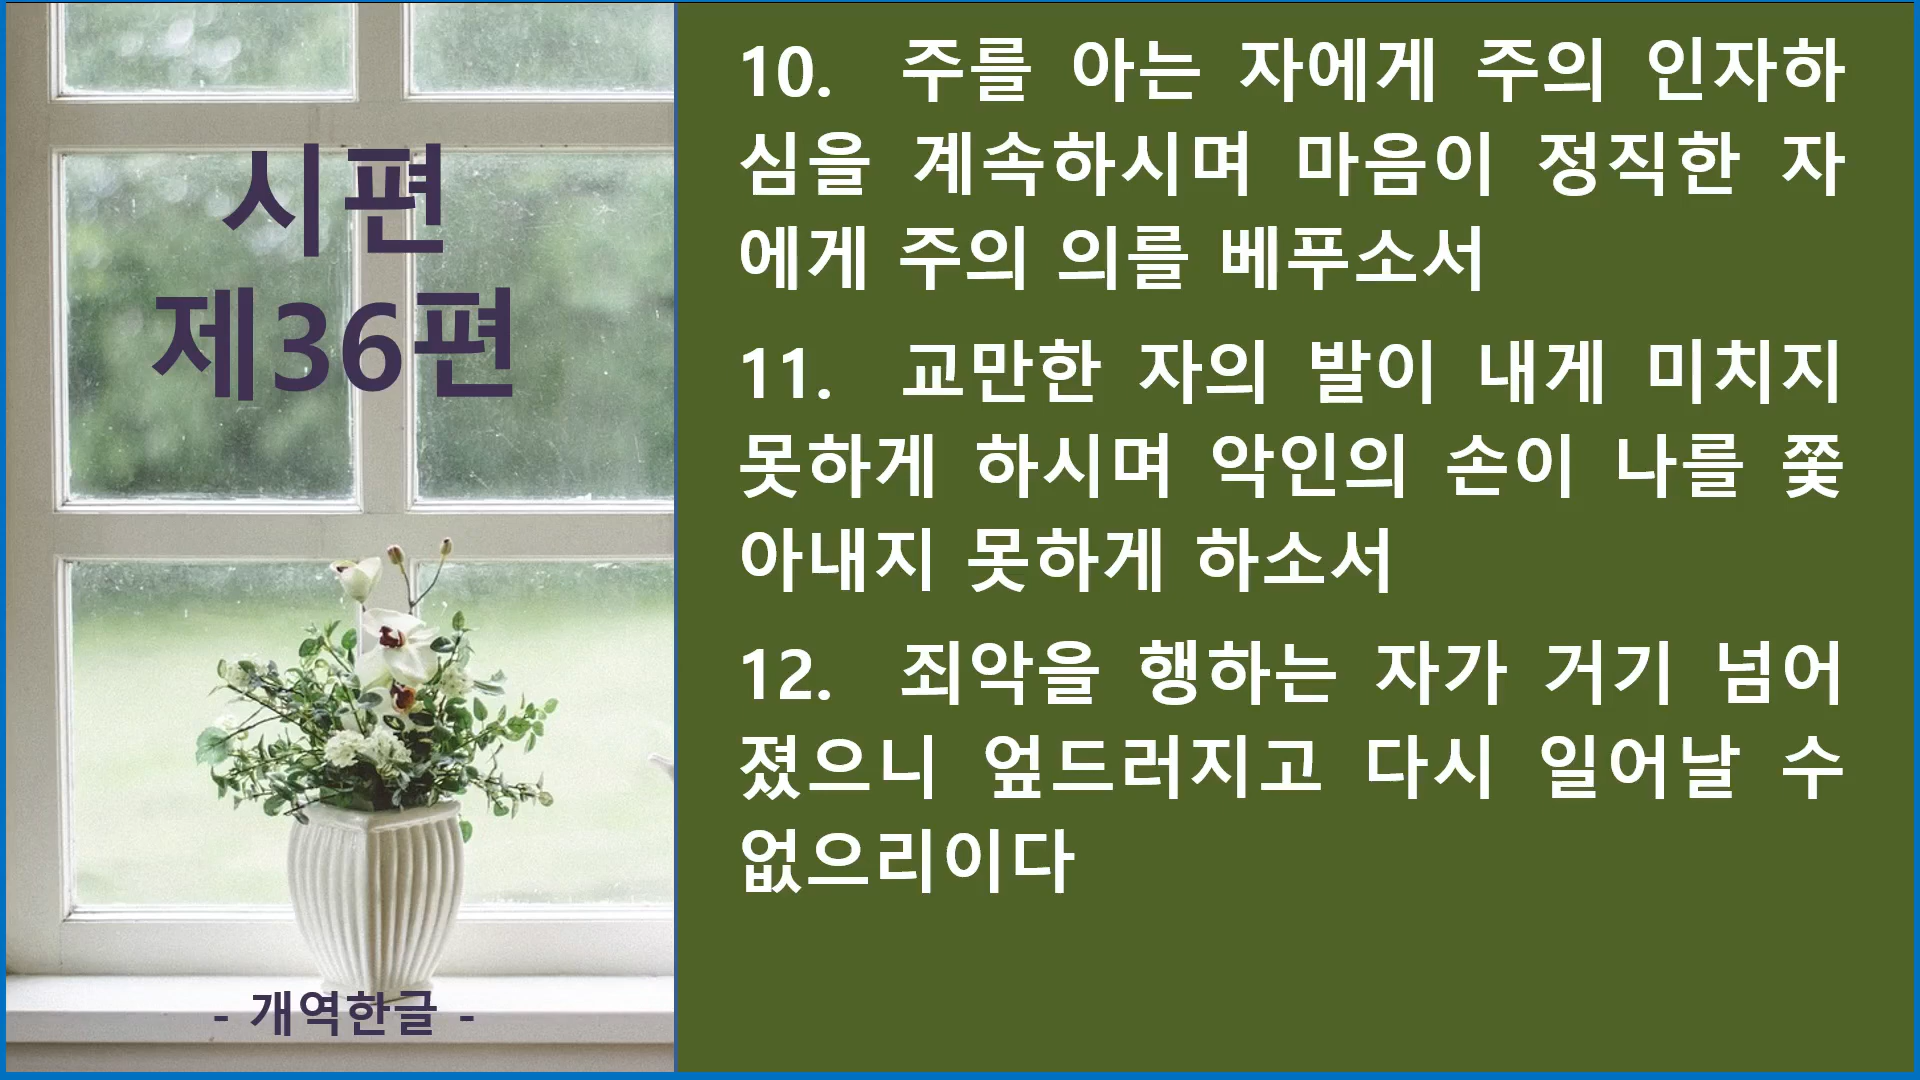 시편
제36편
- 개역한글 -
10. 주를 아는 자에게 주의 인자하
심을 계속하시며 마음이 정직한 자
에게 주의 의를 베푸소서
11. 교만한 자의 발이 내게 미치지
못하게 하시며 악인의 손이 나를 쫓
아내지 못하게 하소서
12. 죄악을 행하는 자가 거기 넘어
졌으니 엎드러지고 다시 일어날 수
없으리이다